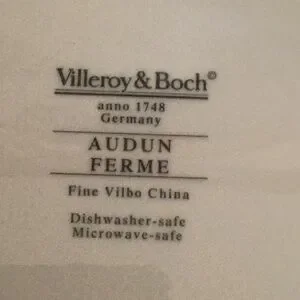 Villeroy & Boch©
anno 1748
Germany
AUDUN
FERME
Fine Vilbo China
Dishwasher-safe
Microwave-safe